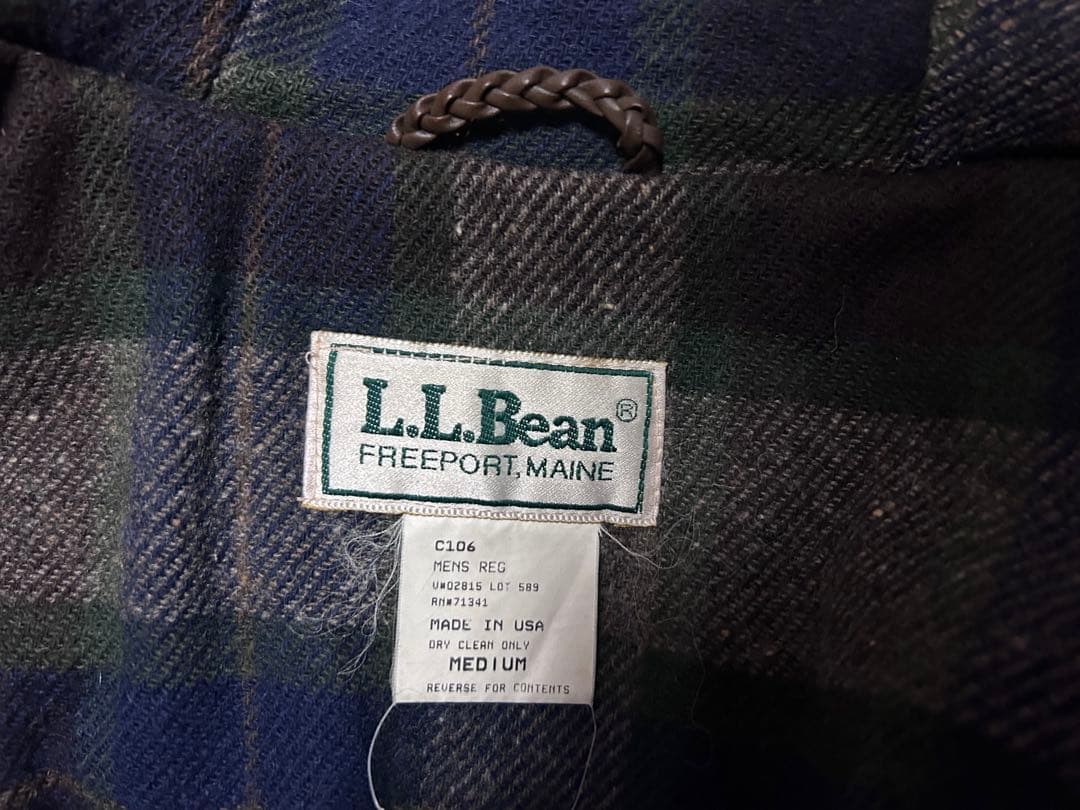 L.L.Bean®
FREEPORT, MAINE
C106
MENS REG
V#02815 LOT 589
RN#71341
MADE IN USA
DRY CLEAN ONLY
MEDIUM
REVERSE FOR CONTENTS